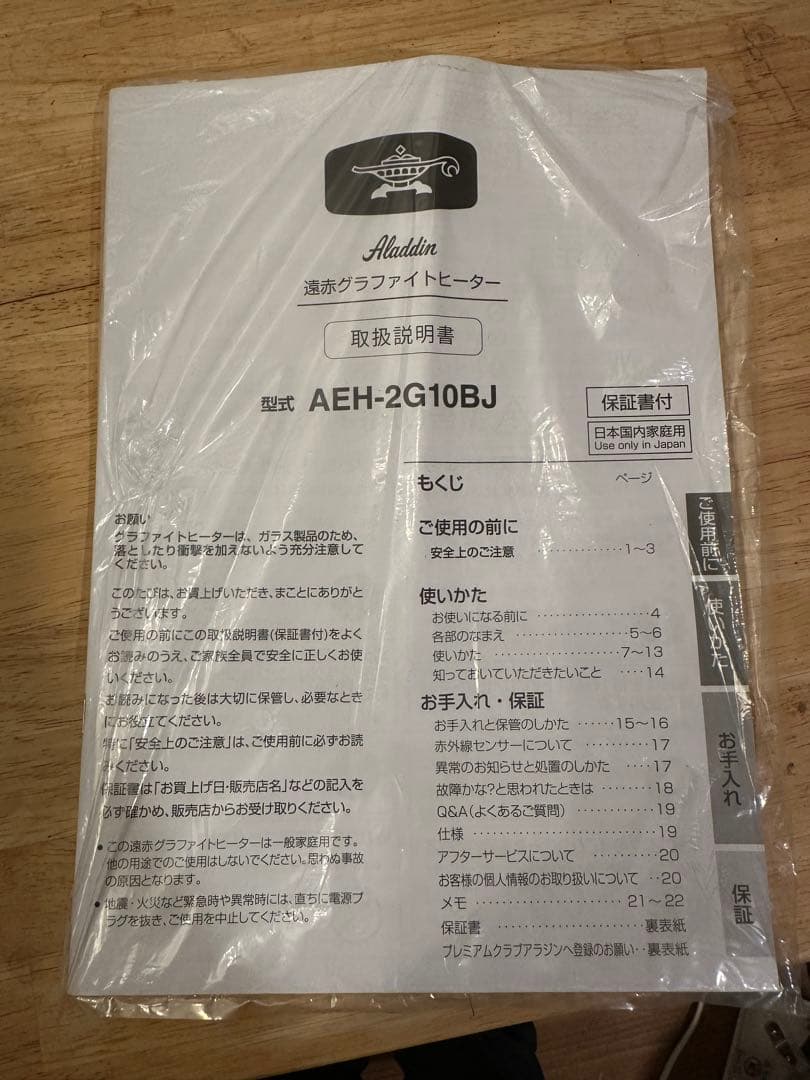 Aladdin
遠赤グラファイトヒーター
取扱説明書
型式 AEH-2G10BJ
保証書付
日本国内家庭用
Use only in Japan
お願い
グラファイトヒーターは、ガラス製品のため、
落としたり衝撃を加えないよう充分注意して
ください。
このたびは、お買上げいただき、まことにありがと
うございます。
ご使用の前にこの取扱説明書(保証書付)をよく
お読みのうえ、ご家族全員で安全に正しくお使
いください。
お読みになった後は大切に保管し、必要なとき
にお役立てください。
特に「安全上のご注意」は、ご使用前に必ずお読
みください。
保証書は「お買上げ日・販売店名」などの記入を
必ず確かめ、販売店からお受け取りください。
●この遠赤グラファイトヒーターは一般家庭用です。
他の用途でのご使用はしないでください。思わぬ事故
の原因となります。
●地震・火災など緊急時や異常時には、直ちに電源プ
ラグを抜き、ご使用を中止してください。
もくじ ページ
ご使用の前に
安全上のご注意 ·············1〜3
使いかた
お使いになる前に ·················4
各部のなまえ ·················5〜6
使いかた ·····················7〜13
知っておいていただきたいこと ····14
お手入れ・保証
お手入れと保管のしかた ······15〜16
赤外線センサーについて ··········17
異常のお知らせと処置のしかた ····17
故障かな?と思われたときは ·······18
Q&A(よくあるご質問) ·············19
仕様 ····························19
アフターサービスについて ··········20
お客様の個人情報のお取り扱いについて ··20
メモ ······················21〜22
保証書 ··················裏表紙
プレミアムクラブアラジンへ登録のお願い··裏表紙
ご使用前に
使いかた
お手入れ
保証